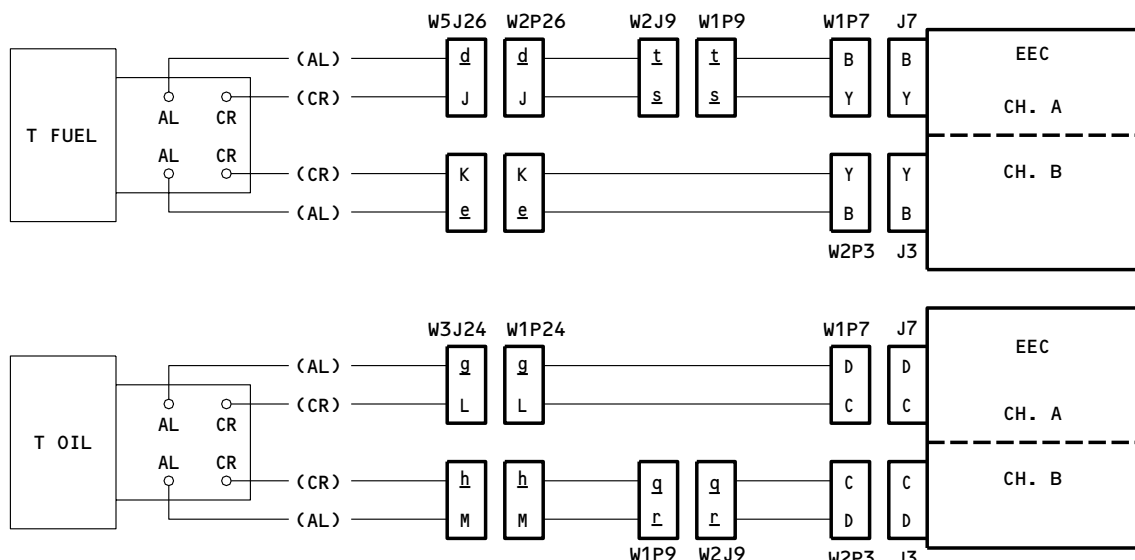 W5J26 W2P26 W2J9 W1P9 W1P7 J7
(AL) d d t t B B EEC
(CR) J J s s Y Y CH. A
AL CR
T FUEL
AL CR
(CR) K K Y Y CH. B
(AL) e e B B
W2P3 J3
W3J24 W1P24 W1P7 J7
(AL) g g D D EEC
(CR) L L C C CH. A
AL CR
T OIL
AL CR
(CR) h h q q C C CH. B
(AL) M M r r D D
W1P9 W2J9 W2P3 J3